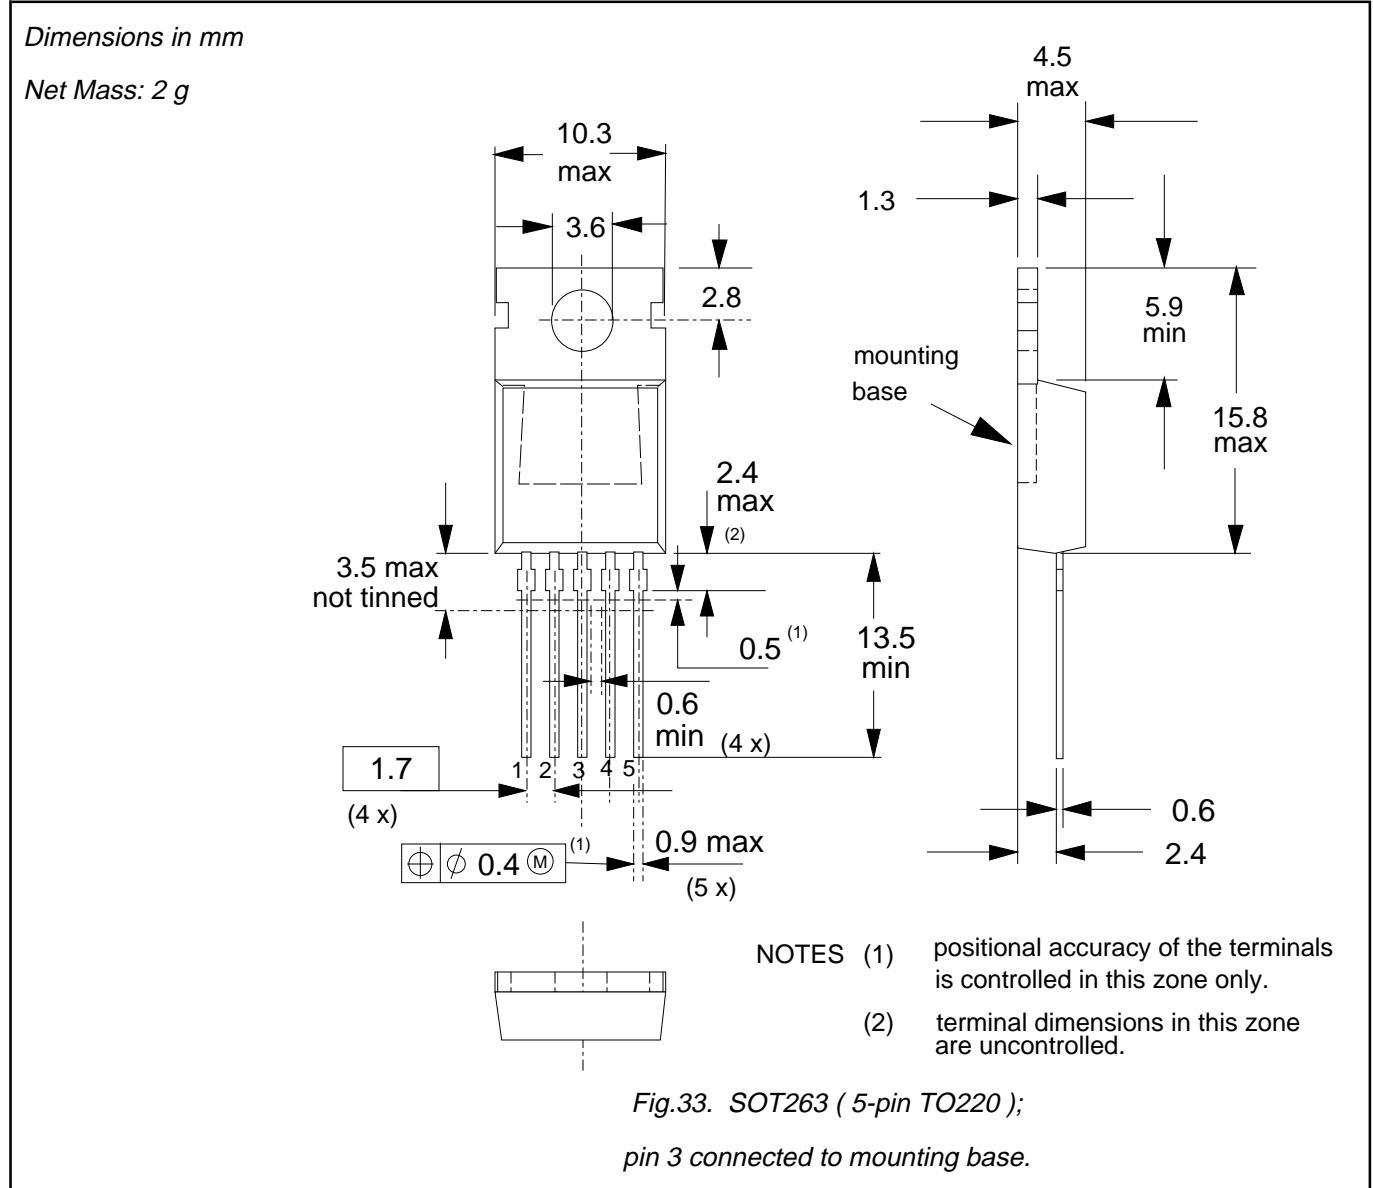 Dimensions in mm
Net Mass: 2 g
4.5
max
10.3
max
1.3
3.6
2.8
5.9
min
mounting
base
15.8
max
2.4
max
(2)
3.5 max
not tinned
13.5
min
0.5 (1)
0.6
min (4 x)
1.7
(4 x)
1 2 3 4 5
0.6
0.9 max
(5 x)
2.4
⌖ ⌀ 0.4 Ⓜ (1)
NOTES (1) positional accuracy of the terminals
is controlled in this zone only.
(2) terminal dimensions in this zone
are uncontrolled.
Fig.33. SOT263 ( 5-pin TO220 );
pin 3 connected to mounting base.